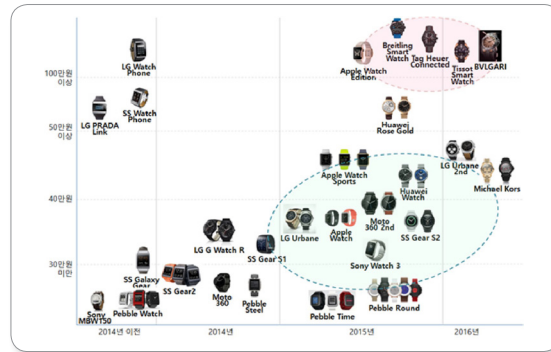 100만원
이상
50만원
이상
40만원
30만원
미만
LG Watch
Phone
Apple Watch
Edition
Breitling
Smart
Watch
Tag Heuer
Connected
Tissot
Smart
Watch
BVLGARI
LG PRADA
Link
SS Watch
Phone
Huawei
Rose Gold
Apple Watch
Sports
LG Urbane
2nd
Michael Kors
Huawei
Watch
LG G Watch R
SS Gear S1
LG Urbane
Apple
Watch
Moto
360 2nd
SS Gear S2
Sony Watch 3
SS Galaxy
Gear
SS Gear2
Moto
360
Pebble
Steel
Sony
MBW150
Pebble Watch
Pebble Time
Pebble Round
2014년 이전
2014년
2015년
2016년